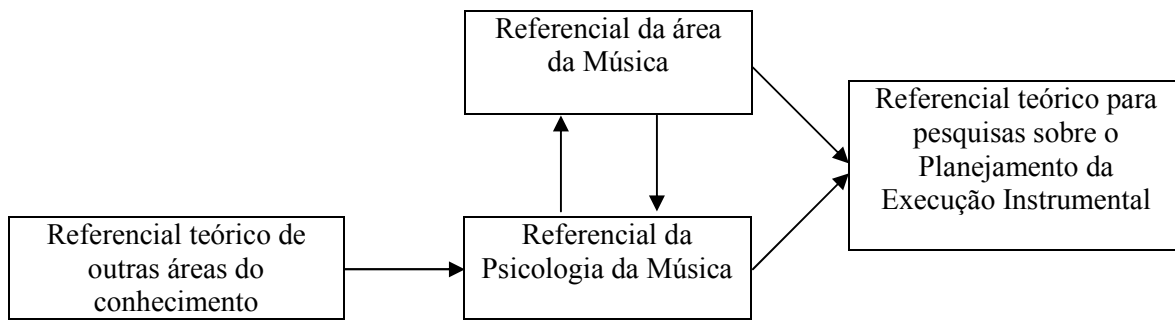 Referencial da área
da Música
Referencial teórico para
pesquisas sobre o
Planejamento da
Execução Instrumental
Referencial teórico de
outras áreas do
conhecimento
Referencial da
Psicologia da Música